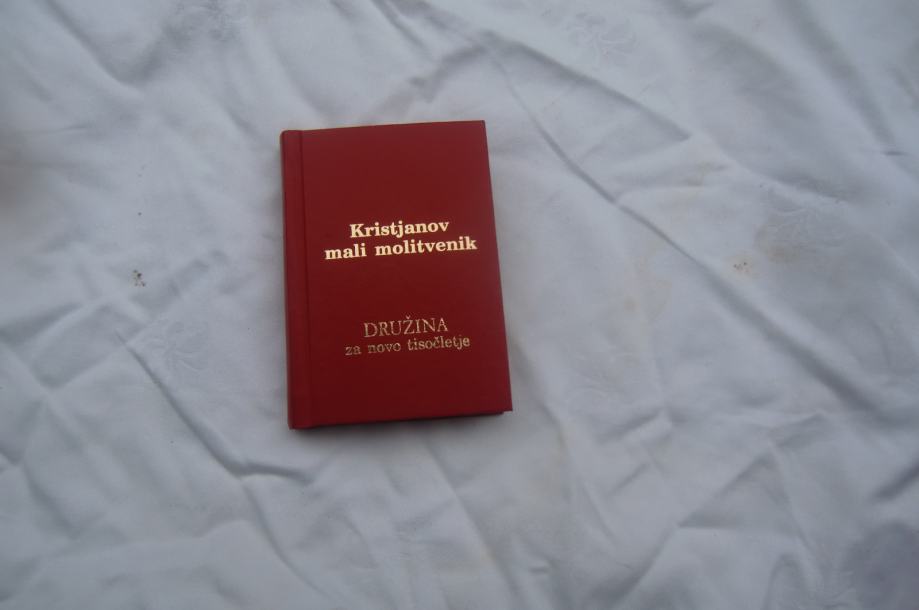 Kristjanov
mali molitvenik
DRUŽINA
za novo tisočletje